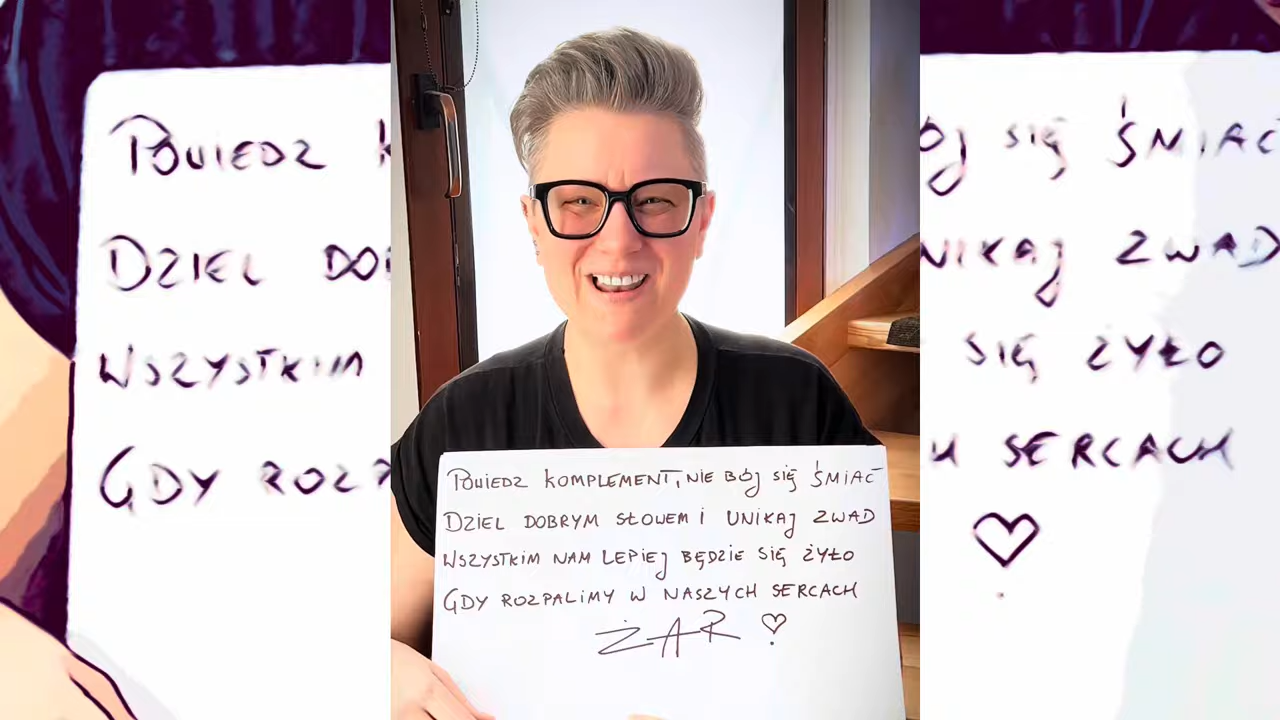 POWIEDZ KOMPLEMENT, NIE BÓJ SIĘ ŚMIAĆ
DZIEL DOBRYM SŁOWEM I UNIKAJ ZWAD
WSZYSTKIM NAM LEPIEJ BĘDZIE SIĘ ŻYŁO
GDY ROZPALIMY W NASZYCH SERCACH
ŻAR